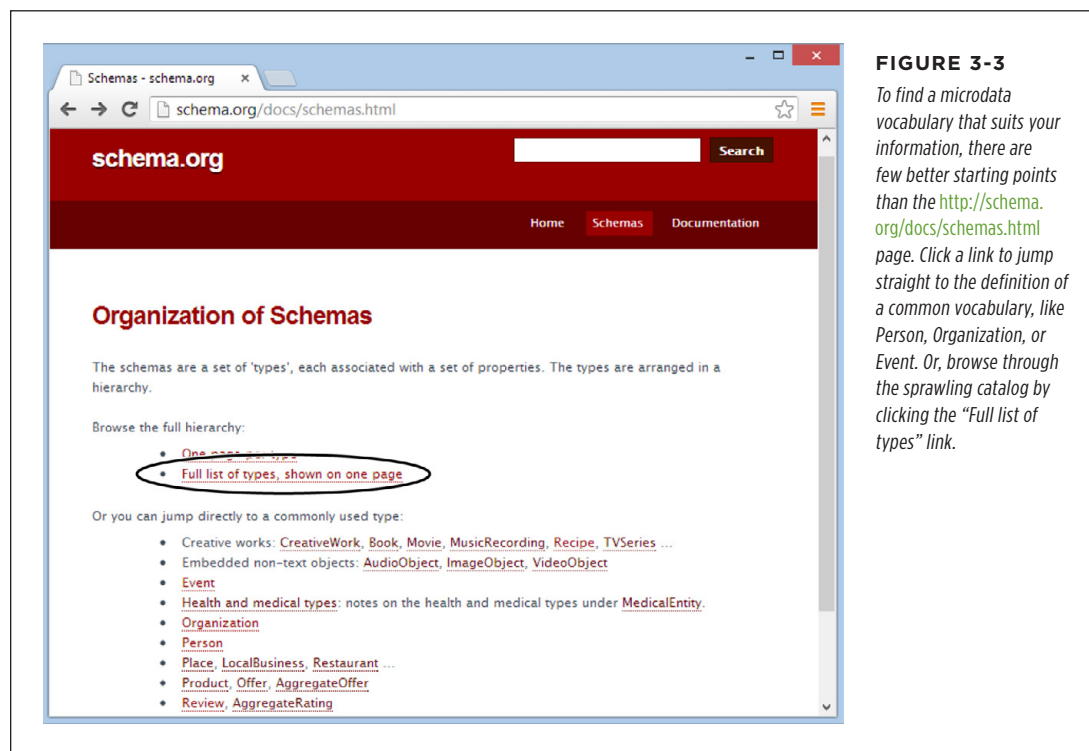 Schemas - schema.org
schema.org/docs/schemas.html
schema.org
Search
Home Schemas Documentation
Organization of Schemas
The schemas are a set of 'types', each associated with a set of properties. The types are arranged in a
hierarchy.
Browse the full hierarchy:
One page per type
Full list of types, shown on one page
Or you can jump directly to a commonly used type:
Creative works: CreativeWork, Book, Movie, MusicRecording, Recipe, TVSeries ...
Embedded non-text objects: AudioObject, ImageObject, VideoObject
Event
Health and medical types: notes on the health and medical types under MedicalEntity.
Organization
Person
Place, LocalBusiness, Restaurant ...
Product, Offer, AggregateOffer
Review, AggregateRating
FIGURE 3-3
To find a microdata
vocabulary that suits your
information, there are
few better starting points
than the http://schema.
org/docs/schemas.html
page. Click a link to jump
straight to the definition of
a common vocabulary, like
Person, Organization, or
Event. Or, browse through
the sprawling catalog by
clicking the “Full list of
types” link.